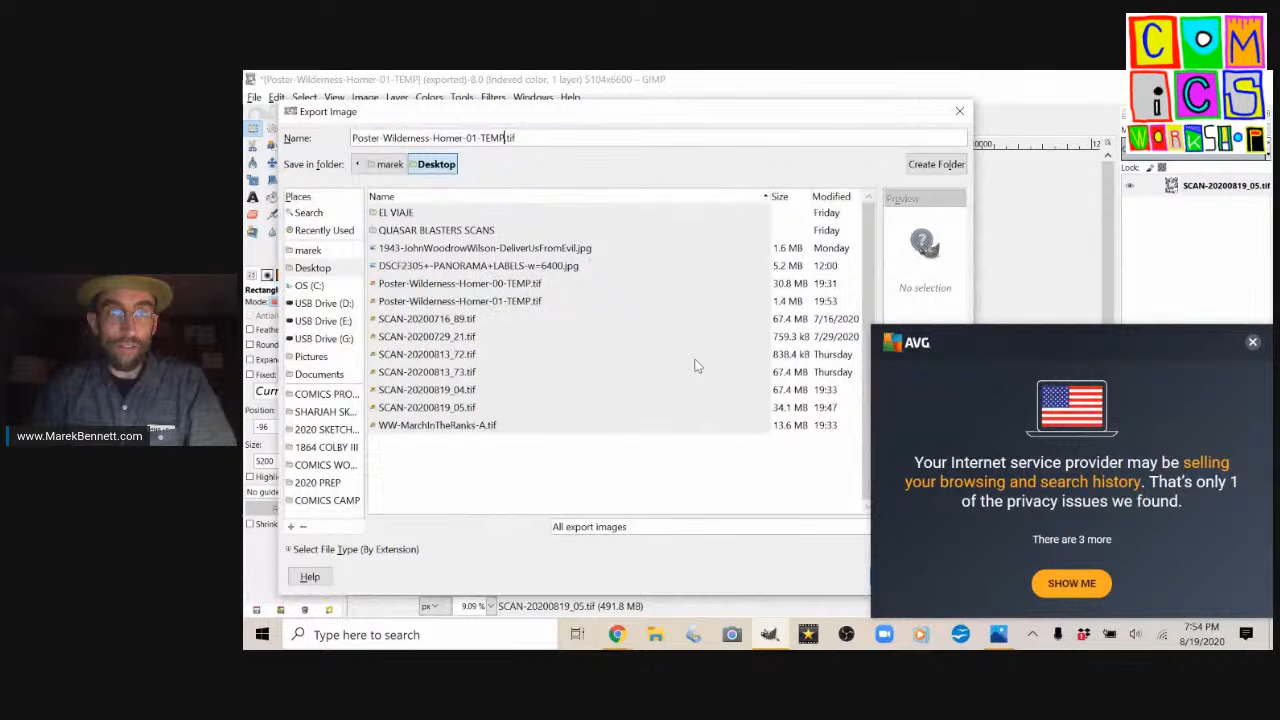 COMICS WORKSHOP
*[Poster-Wilderness-Homer-01-TEMP] (exported)-8.0 (Indexed color, 1 layer) 5104x6600 – GIMP
File Edit Select View Image Layer Colors Tools Filters Windows Help
Export Image
Name: Poster-Wilderness-Homer-01-TEMP.tif
Save in folder: marek Desktop Create Folder
Places
Search
Recently Used
marek
Desktop
OS (C:)
USB Drive (D:)
USB Drive (E:)
USB Drive (G:)
Pictures
Documents
COMICS PRO...
SHARJAH SK...
2020 SKETCH...
1864 COLBY III
COMICS WO...
2020 PREP
COMICS CAMP
Name Size Modified
EL VIAJE Friday
QUASAR BLASTERS SCANS Friday
1943-JohnWoodrowWilson-DeliverUsFromEvil.jpg 1.6 MB Monday
DSCF2305+-PANORAMA+LABELS-w=6400.jpg 5.2 MB 12:00
Poster-Wilderness-Homer-00-TEMP.tif 30.8 MB 19:31
Poster-Wilderness-Homer-01-TEMP.tif 1.4 MB 19:53
SCAN-20200716_89.tif 67.4 MB 7/16/2020
SCAN-20200729_21.tif 759.3 kB 7/29/2020
SCAN-20200813_72.tif 838.4 kB Thursday
SCAN-20200813_73.tif 67.4 MB Thursday
SCAN-20200819_04.tif 67.4 MB 19:33
SCAN-20200819_05.tif 34.1 MB 19:47
WW-MarchInTheRanks-A.tif 13.6 MB 19:33
Preview
No selection
Lock:
SCAN-20200819_05.tif
Mode:
Position:
-96
Size:
5200
No guide
Shrink
All export images
Select File Type (By Extension)
Help
px 9.09 % SCAN-20200819_05.tif (491.8 MB)
AVG
Your Internet service provider may be selling
your browsing and search history. That's only 1
of the privacy issues we found.
There are 3 more
SHOW ME
www.MarekBennett.com
Type here to search
7:54 PM
8/19/2020